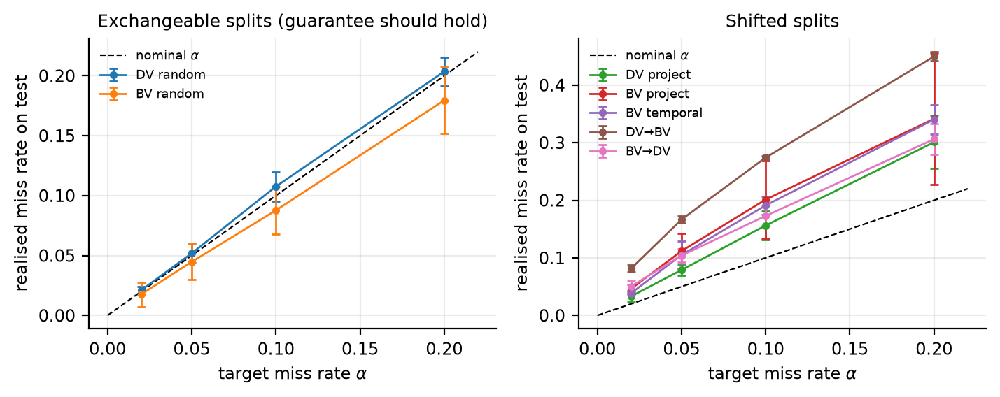 Exchangeable splits (guarantee should hold)
nominal α
DV random
BV random
realised miss rate on test
0.20
0.15
0.10
0.05
0.00
0.00 0.05 0.10 0.15 0.20
target miss rate α
Shifted splits
nominal α
DV project
BV project
BV temporal
DV→BV
BV→DV
realised miss rate on test
0.4
0.3
0.2
0.1
0.0
0.00 0.05 0.10 0.15 0.20
target miss rate α